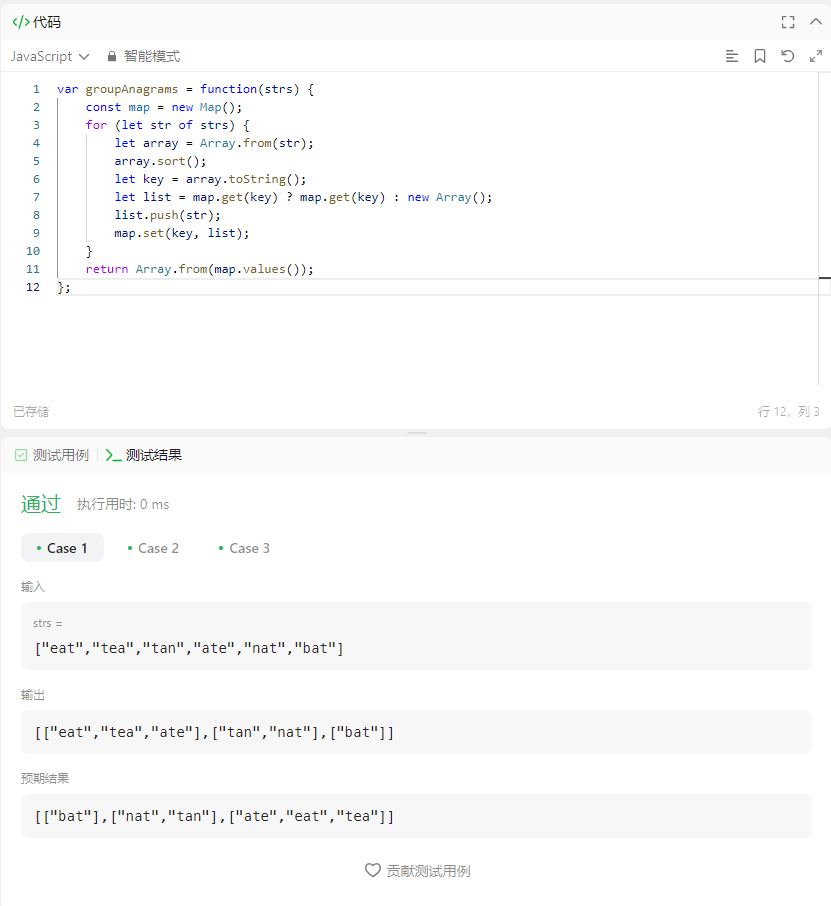 </> 代码
JavaScript 智能模式
1 var groupAnagrams = function(strs) {
2     const map = new Map();
3     for (let str of strs) {
4         let array = Array.from(str);
5         array.sort();
6         let key = array.toString();
7         let list = map.get(key) ? map.get(key) : new Array();
8         list.push(str);
9         map.set(key, list);
10     }
11     return Array.from(map.values());
12 };
已存储 行 12，列 3
测试用例 | >_ 测试结果
通过 执行用时: 0 ms
• Case 1 • Case 2 • Case 3
输入
strs =
["eat","tea","tan","ate","nat","bat"]
输出
[["eat","tea","ate"],["tan","nat"],["bat"]]
预期结果
[["bat"],["nat","tan"],["ate","eat","tea"]]
贡献测试用例